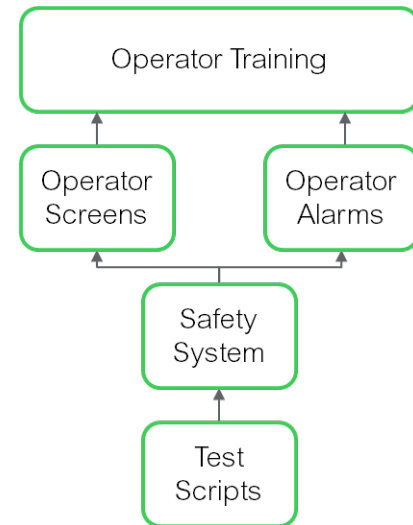 Operator Training
Operator
Screens
Operator
Alarms
Safety
System
Test
Scripts